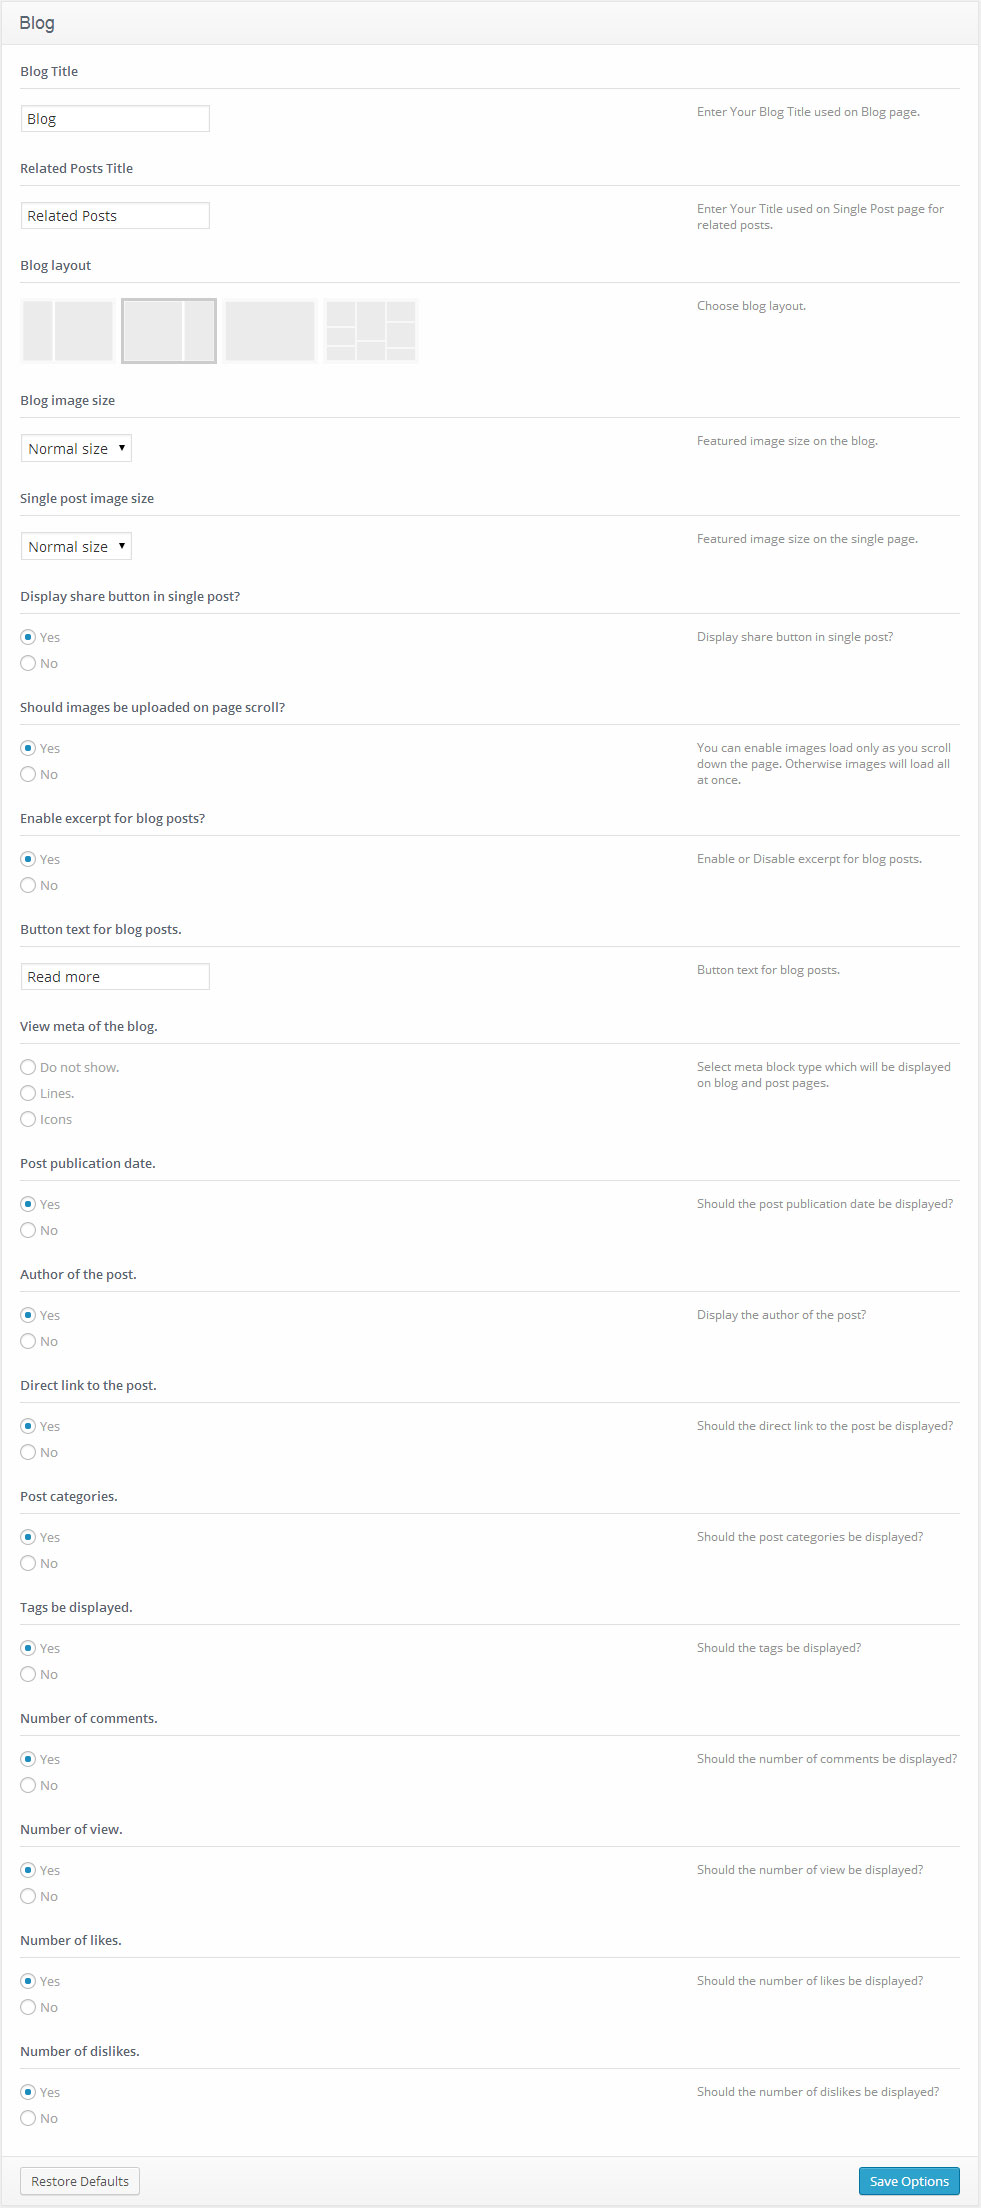 Blog
Blog Title
Blog
Enter Your Blog Title used on Blog page.
Related Posts Title
Related Posts
Enter Your Title used on Single Post page for
related posts.
Blog layout
Choose blog layout.
Blog image size
Normal size
Featured image size on the blog.
Single post image size
Normal size
Featured image size on the single page.
Display share button in single post?
Yes
No
Display share button in single post?
Should images be uploaded on page scroll?
Yes
No
You can enable images load only as you scroll
down the page. Otherwise images will load all
at once.
Enable excerpt for blog posts?
Yes
No
Enable or Disable excerpt for blog posts.
Button text for blog posts.
Read more
Button text for blog posts.
View meta of the blog.
Do not show.
Lines.
Icons
Select meta block type which will be displayed
on blog and post pages.
Post publication date.
Yes
No
Should the post publication date be displayed?
Author of the post.
Yes
No
Display the author of the post?
Direct link to the post.
Yes
No
Should the direct link to the post be displayed?
Post categories.
Yes
No
Should the post categories be displayed?
Tags be displayed.
Yes
No
Should the tags be displayed?
Number of comments.
Yes
No
Should the number of comments be displayed?
Number of view.
Yes
No
Should the number of view be displayed?
Number of likes.
Yes
No
Should the number of likes be displayed?
Number of dislikes.
Yes
No
Should the number of dislikes be displayed?
Restore Defaults
Save Options